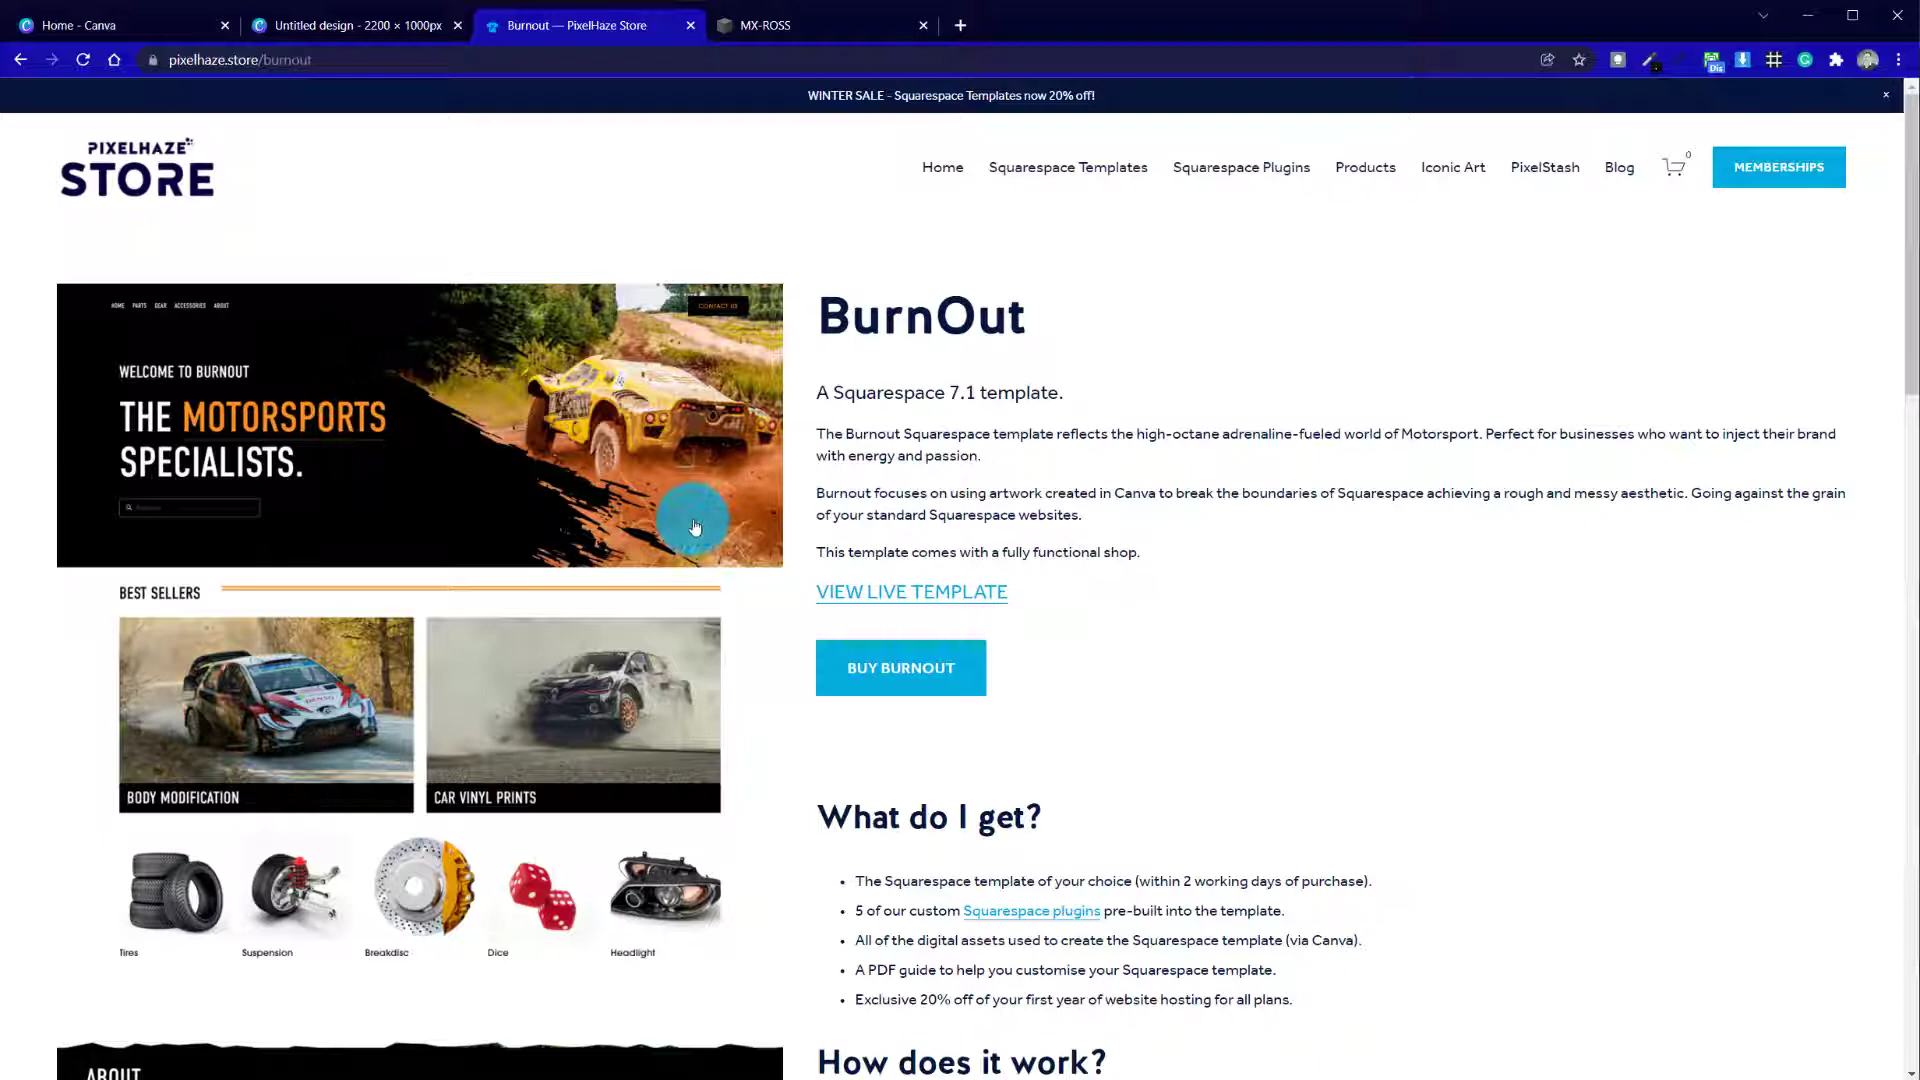 Home - Canva
Untitled design - 2200 × 1000px
Burnout — PixelHaze Store
MX-ROSS
pixelhaze.store/burnout
Dis
WINTER SALE - Squarespace Templates now 20% off!
PIXELHAZE
STORE
Home
Squarespace Templates
Squarespace Plugins
Products
Iconic Art
PixelStash
Blog
0
MEMBERSHIPS
HOME PARTS GEAR ACCESSORIES ABOUT
CONTACT US
WELCOME TO BURNOUT
THE MOTORSPORTS
SPECIALISTS.
BEST SELLERS
BODY MODIFICATION
CAR VINYL PRINTS
Tires
Suspension
Breakdisc
Dice
Headlight
ABOUT
BurnOut
A Squarespace 7.1 template.
The Burnout Squarespace template reflects the high-octane adrenaline-fueled world of Motorsport. Perfect for businesses who want to inject their brand
with energy and passion.
Burnout focuses on using artwork created in Canva to break the boundaries of Squarespace achieving a rough and messy aesthetic. Going against the grain
of your standard Squarespace websites.
This template comes with a fully functional shop.
VIEW LIVE TEMPLATE
BUY BURNOUT
What do I get?
• The Squarespace template of your choice (within 2 working days of purchase).
• 5 of our custom Squarespace plugins pre-built into the template.
• All of the digital assets used to create the Squarespace template (via Canva).
• A PDF guide to help you customise your Squarespace template.
• Exclusive 20% off of your first year of website hosting for all plans.
How does it work?